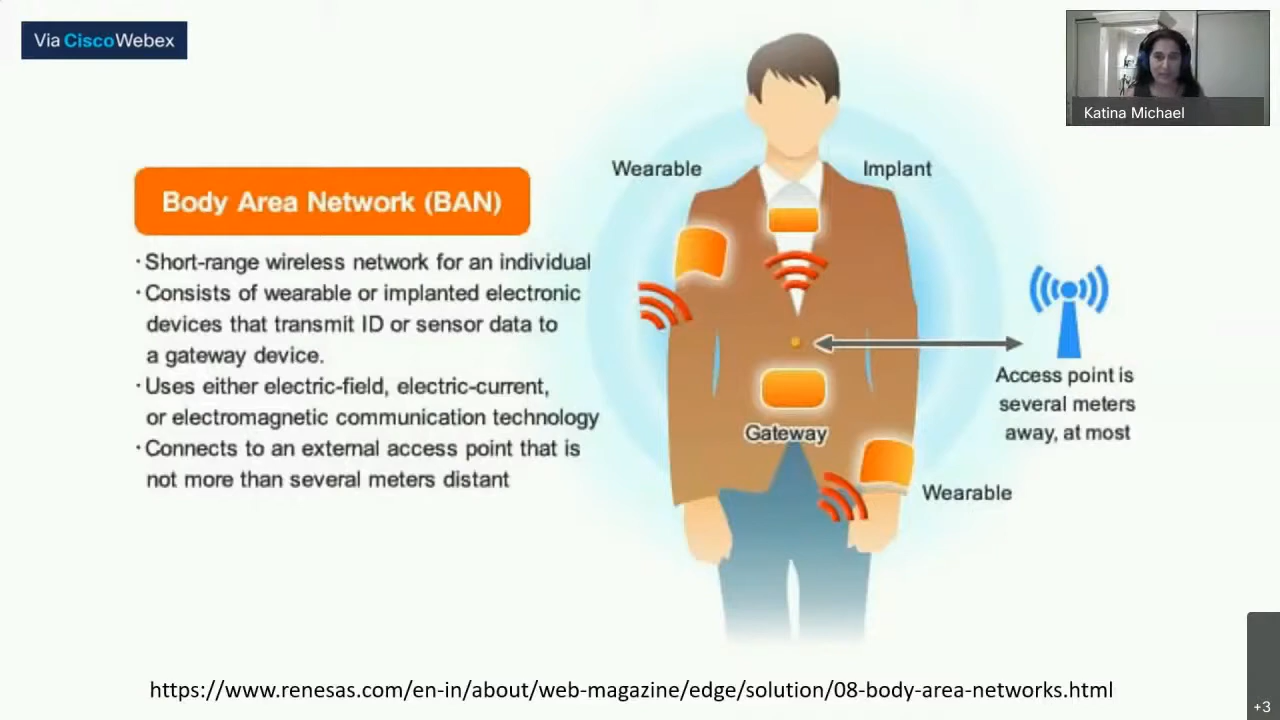 Via Cisco Webex
Katina Michael
Body Area Network (BAN)
· Short-range wireless network for an individual
· Consists of wearable or implanted electronic
devices that transmit ID or sensor data to
a gateway device.
· Uses either electric-field, electric-current,
or electromagnetic communication technology
· Connects to an external access point that is
not more than several meters distant
Wearable
Implant
Gateway
Wearable
Access point is
several meters
away, at most
https://www.renesas.com/en-in/about/web-magazine/edge/solution/08-body-area-networks.html
+3